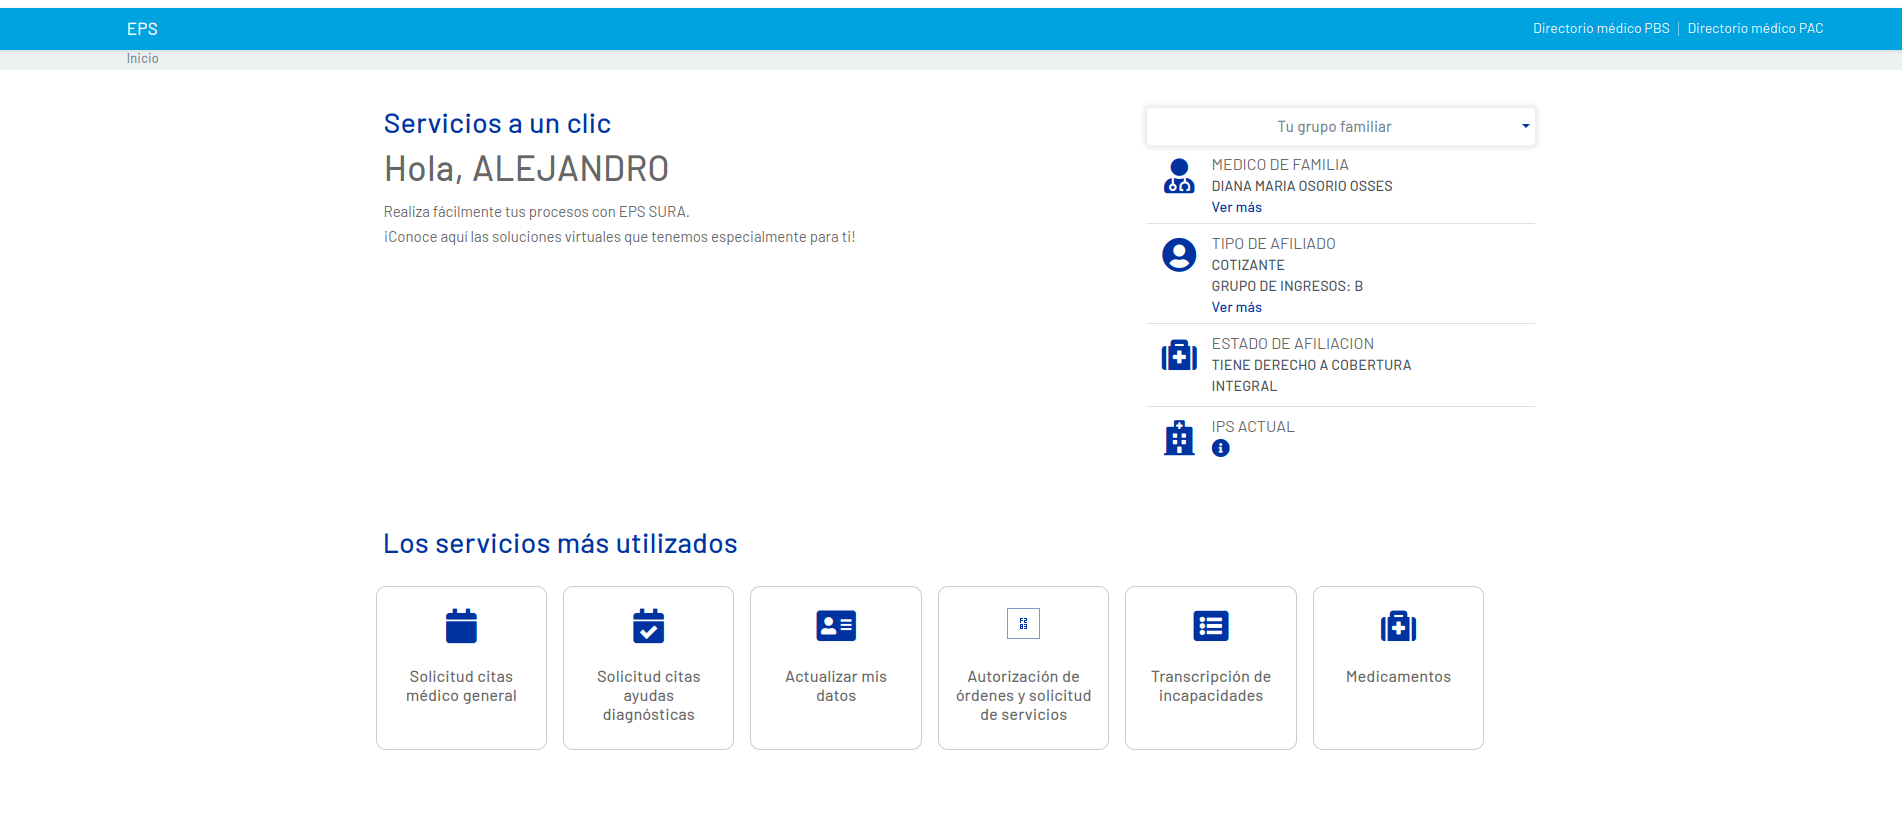 EPS
Directorio médico PBS | Directorio médico PAC
Inicio
Servicios a un clic
Hola, ALEJANDRO
Realiza fácilmente tus procesos con EPS SURA.
¡Conoce aquí las soluciones virtuales que tenemos especialmente para ti!
Tu grupo familiar
MEDICO DE FAMILIA
DIANA MARIA OSORIO OSSES
Ver más
TIPO DE AFILIADO
COTIZANTE
GRUPO DE INGRESOS: B
Ver más
ESTADO DE AFILIACION
TIENE DERECHO A COBERTURA
INTEGRAL
IPS ACTUAL
Los servicios más utilizados
Solicitud citas
médico general
Solicitud citas
ayudas
diagnósticas
Actualizar mis
datos
Autorización de
órdenes y solicitud
de servicios
Transcripción de
incapacidades
Medicamentos